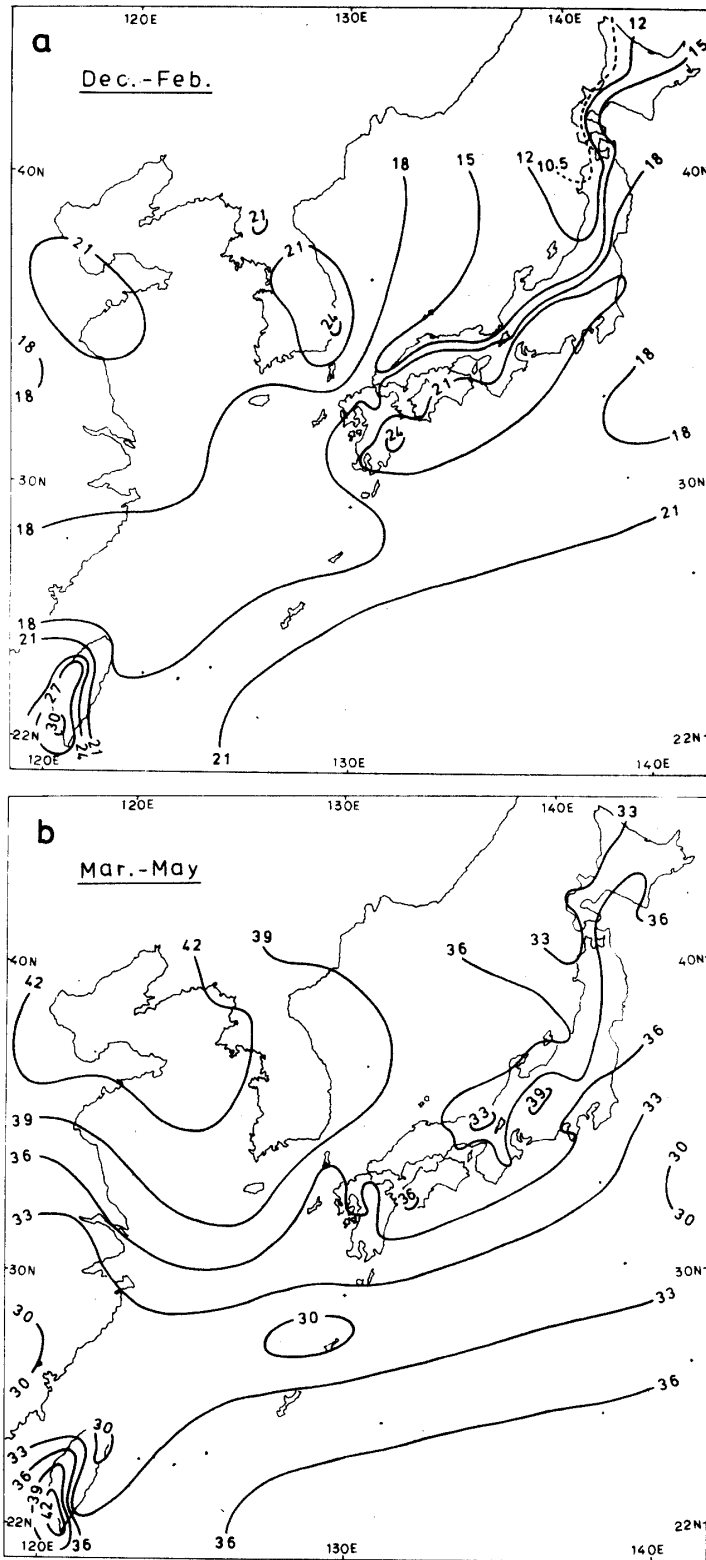 120E 130E 140E 12
a 15
Dec.-Feb.
40N 18 15 12 10.5 40N
18
21
21 21
24
18
18 18
21
24 18
30N 30N
18 21
18
21
27
30
22N 24 21 21 22N
120E 130E 140E
120E 130E 140E 33
b
Mar.-May
42 39 36 33 36
40N 40N
42
36
39 33 39 33
36 36 30
33 30
30N 30N
30 30 33
30
36
33 30
36
39
42
22N 22N
120E 36 36 130E 140E